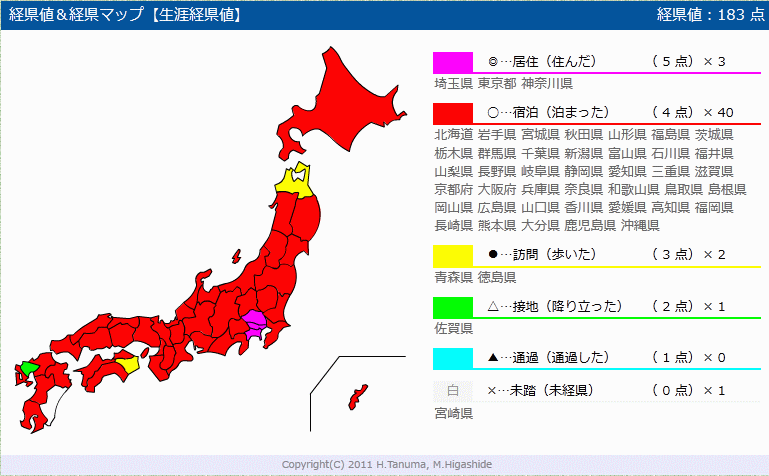 経県値＆経県マップ【生涯経県値】 経県値：183 点
◎…居住（住んだ） （５点）× 3
埼玉県 東京都 神奈川県
○…宿泊（泊まった） （４点）× 40
北海道 岩手県 宮城県 秋田県 山形県 福島県 茨城県
栃木県 群馬県 千葉県 新潟県 富山県 石川県 福井県
山梨県 長野県 岐阜県 静岡県 愛知県 三重県 滋賀県
京都府 大阪府 兵庫県 奈良県 和歌山県 鳥取県 島根県
岡山県 広島県 山口県 香川県 愛媛県 高知県 福岡県
長崎県 熊本県 大分県 鹿児島県 沖縄県
●…訪問（歩いた） （３点）× 2
青森県 徳島県
△…接地（降り立った） （２点）× 1
佐賀県
▲…通過（通過した） （１点）× 0
白 ×…未踏（未経県） （０点）× 1
宮崎県
Copyright(C) 2011 H.Tanuma, M.Higashide